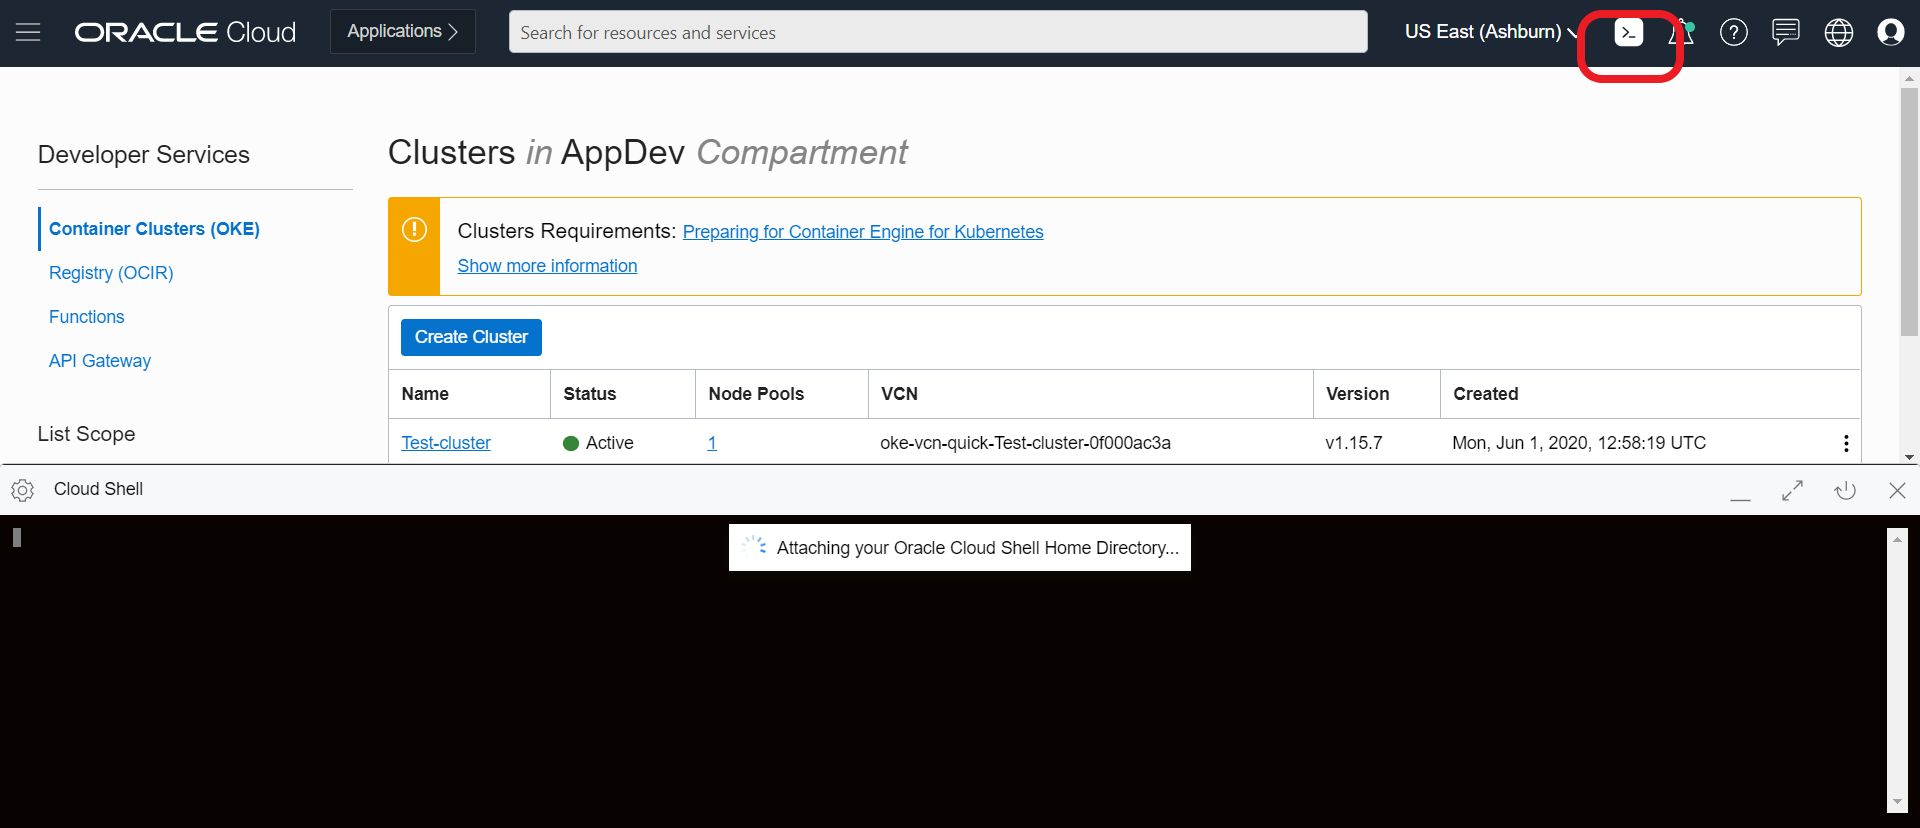 ORACLE Cloud
Applications
Search for resources and services
US East (Ashburn)
Developer Services
Container Clusters (OKE)
Registry (OCIR)
Functions
API Gateway
List Scope
Clusters in AppDev Compartment
Clusters Requirements: Preparing for Container Engine for Kubernetes
Show more information
Create Cluster
Name Status Node Pools VCN Version Created
Test-cluster Active 1 oke-vcn-quick-Test-cluster-0f000ac3a v1.15.7 Mon, Jun 1, 2020, 12:58:19 UTC
Cloud Shell
Attaching your Oracle Cloud Shell Home Directory...